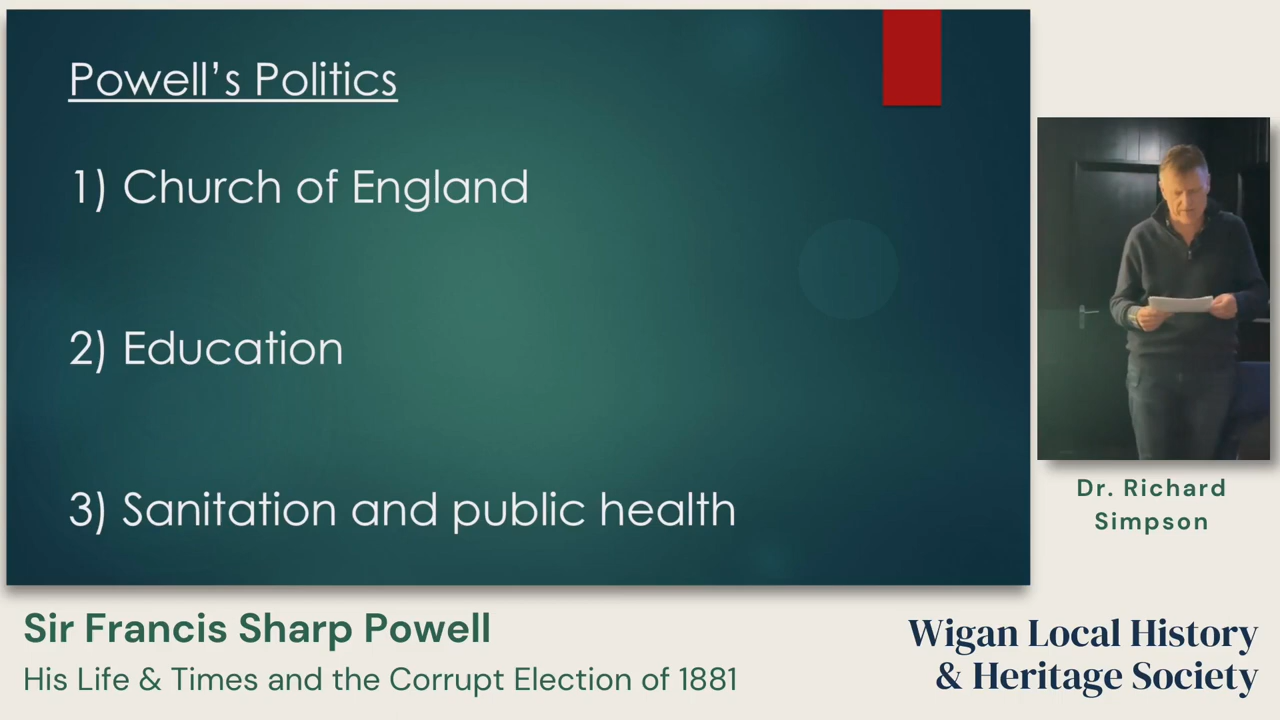 Powell's Politics
1) Church of England
2) Education
3) Sanitation and public health
Dr. Richard
Simpson
Sir Francis Sharp Powell
His Life & Times and the Corrupt Election of 1881
Wigan Local History
& Heritage Society